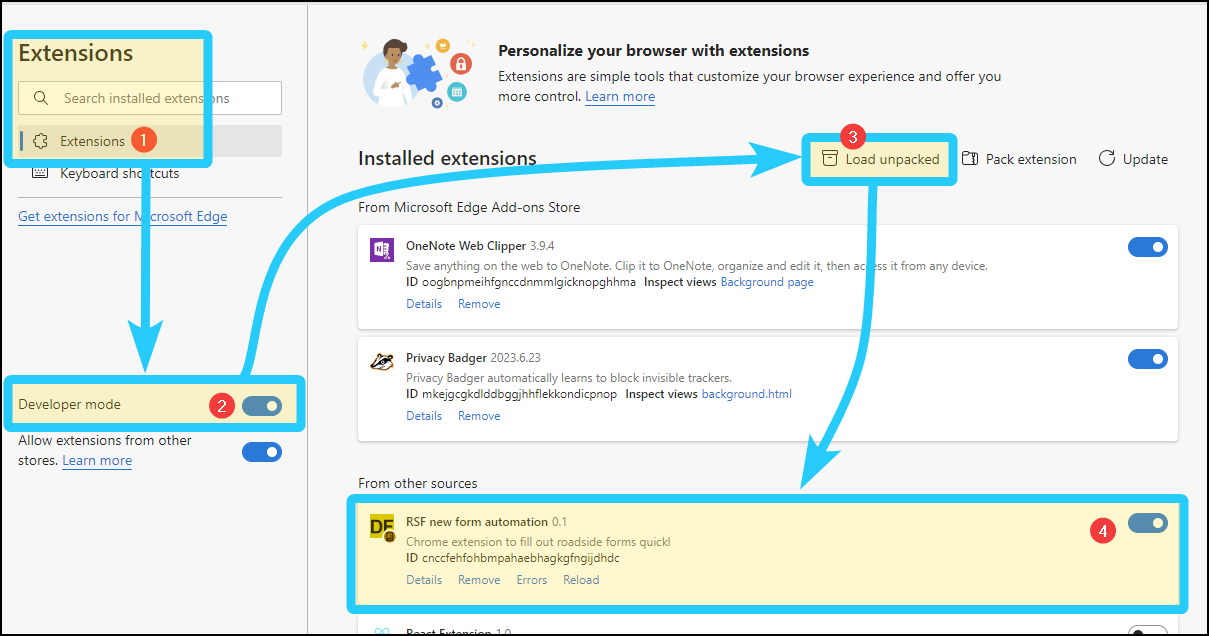 Extensions
Search installed extensions
Extensions 1
Keyboard shortcuts
Get extensions for Microsoft Edge
Developer mode 2
Allow extensions from other
stores. Learn more
Personalize your browser with extensions
Extensions are simple tools that customize your browser experience and offer you
more control. Learn more
3
Installed extensions Load unpacked Pack extension Update
From Microsoft Edge Add-ons Store
OneNote Web Clipper 3.9.4
Save anything on the web to OneNote. Clip it to OneNote, organize and edit it, then access it from any device.
ID oogbnpmeihfgnccdnmmlgicknopghhma Inspect views Background page
Details Remove
Privacy Badger 2023.6.23
Privacy Badger automatically learns to block invisible trackers.
ID mkejgcgkdlddbggjhhflekkondicpnop Inspect views background.html
Details Remove
From other sources
DF
RSF new form automation 0.1
4
Chrome extension to fill out roadside forms quickl
ID cnccfehfohbmpahaebhagkgfngijdhdc
Details Remove Errors Reload
React Extension 1.0